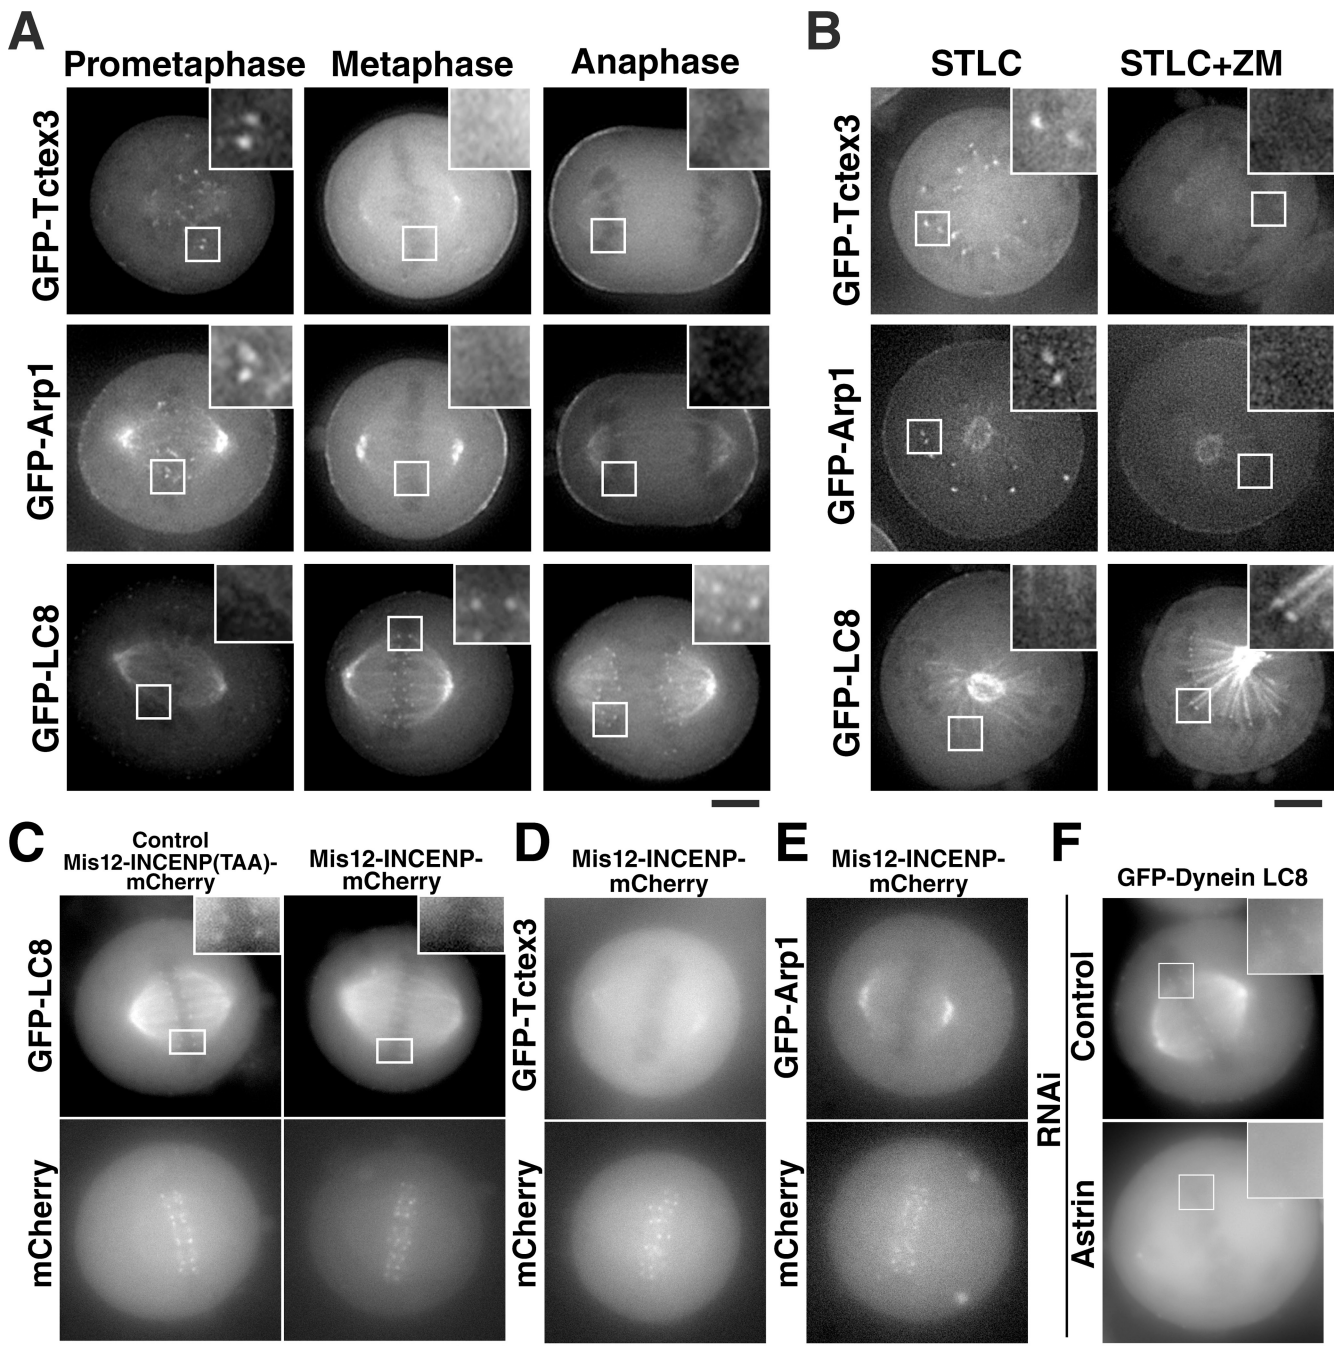 A
Prometaphase
Metaphase
Anaphase
GFP-Tctex3
GFP-Arp1
GFP-LC8
B
STLC
STLC+ZM
GFP-Tctex3
GFP-Arp1
GFP-LC8
C
Control
Mis12-INCENP(TAA)-
mCherry
Mis12-INCENP-
mCherry
GFP-LC8
mCherry
D
Mis12-INCENP-
mCherry
GFP-Tctex3
mCherry
E
Mis12-INCENP-
mCherry
GFP-Arp1
mCherry
F
GFP-Dynein LC8
RNAi
Control
Astrin